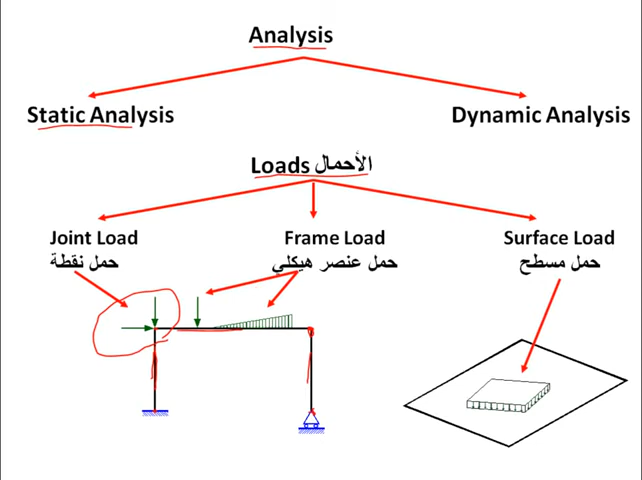 Analysis
Static Analysis
Dynamic Analysis
Loads الأحمال
Joint Load
حمل نقطة
Frame Load
حمل عنصر هيكلي
Surface Load
حمل مسطح